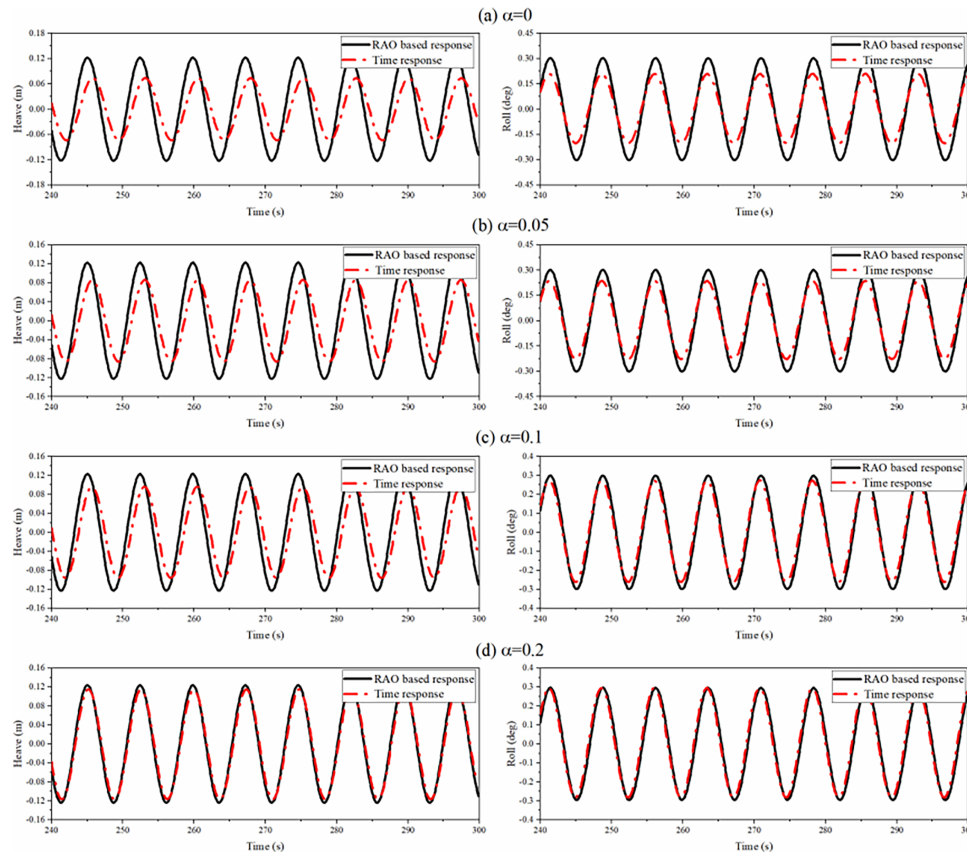 (a) α=0
0.18
0.12
0.06
0.00
-0.06
-0.12
-0.18
Heave (m)
RAO based response
Time response
240 250 260 270 280 290 300
Time (s)
0.45
0.30
0.15
0.00
-0.15
-0.30
-0.45
Roll (deg)
RAO based response
Time response
240 250 260 270 280 290 300
Time (s)
(b) α=0.05
0.16
0.12
0.08
0.04
0.00
-0.04
-0.08
-0.12
-0.16
Heave (m)
RAO based response
Time response
240 250 260 270 280 290 300
Time (s)
0.45
0.30
0.15
0.00
-0.15
-0.30
-0.45
Roll (deg)
RAO based response
Time response
240 250 260 270 280 290 300
Time (s)
(c) α=0.1
0.16
0.12
0.08
0.04
0.00
-0.04
-0.08
-0.12
-0.16
Heave (m)
RAO based response
Time response
240 250 260 270 280 290 300
Time (s)
0.4
0.3
0.2
0.1
0.0
-0.1
-0.2
-0.3
-0.4
Roll (deg)
RAO based response
Time response
240 250 260 270 280 290 300
Time (s)
(d) α=0.2
0.16
0.12
0.08
0.04
0.00
-0.04
-0.08
-0.12
-0.16
Heave (m)
RAO based response
Time response
240 250 260 270 280 290 300
Time (s)
0.4
0.3
0.2
0.1
0.0
-0.1
-0.2
-0.3
-0.4
Roll (deg)
RAO based response
Time response
240 250 260 270 280 290 300
Time (s)